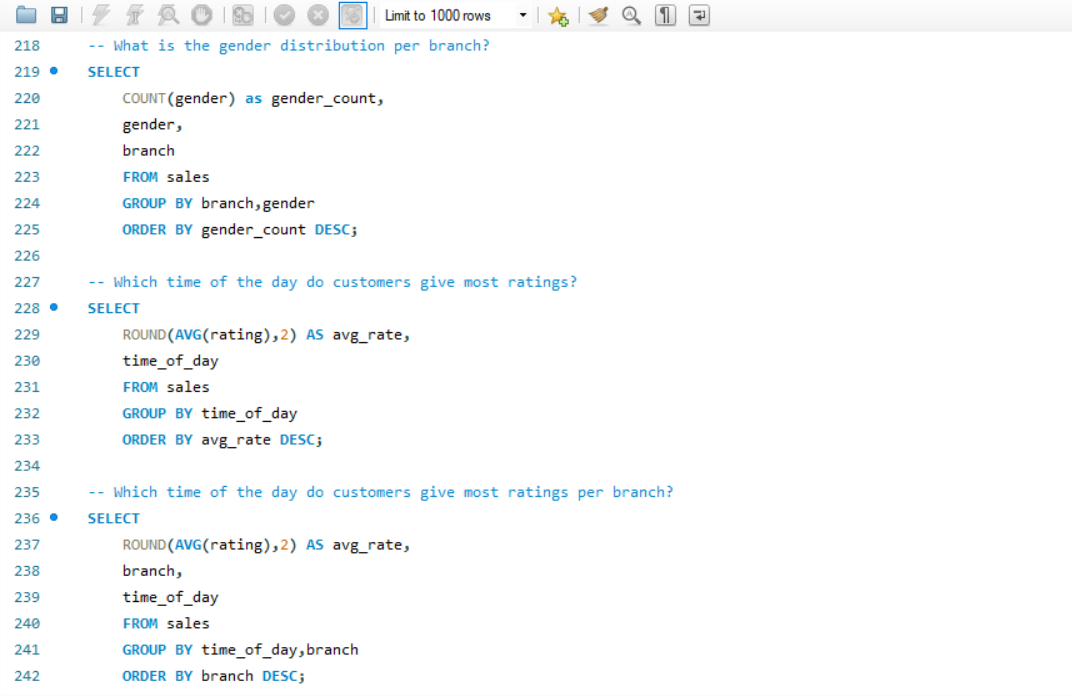 Limit to 1000 rows
218 -- What is the gender distribution per branch?
219 SELECT
220 COUNT(gender) as gender_count,
221 gender,
222 branch
223 FROM sales
224 GROUP BY branch,gender
225 ORDER BY gender_count DESC;
226
227 -- Which time of the day do customers give most ratings?
228 SELECT
229 ROUND(AVG(rating),2) AS avg_rate,
230 time_of_day
231 FROM sales
232 GROUP BY time_of_day
233 ORDER BY avg_rate DESC;
234
235 -- Which time of the day do customers give most ratings per branch?
236 SELECT
237 ROUND(AVG(rating),2) AS avg_rate,
238 branch,
239 time_of_day
240 FROM sales
241 GROUP BY time_of_day,branch
242 ORDER BY branch DESC;